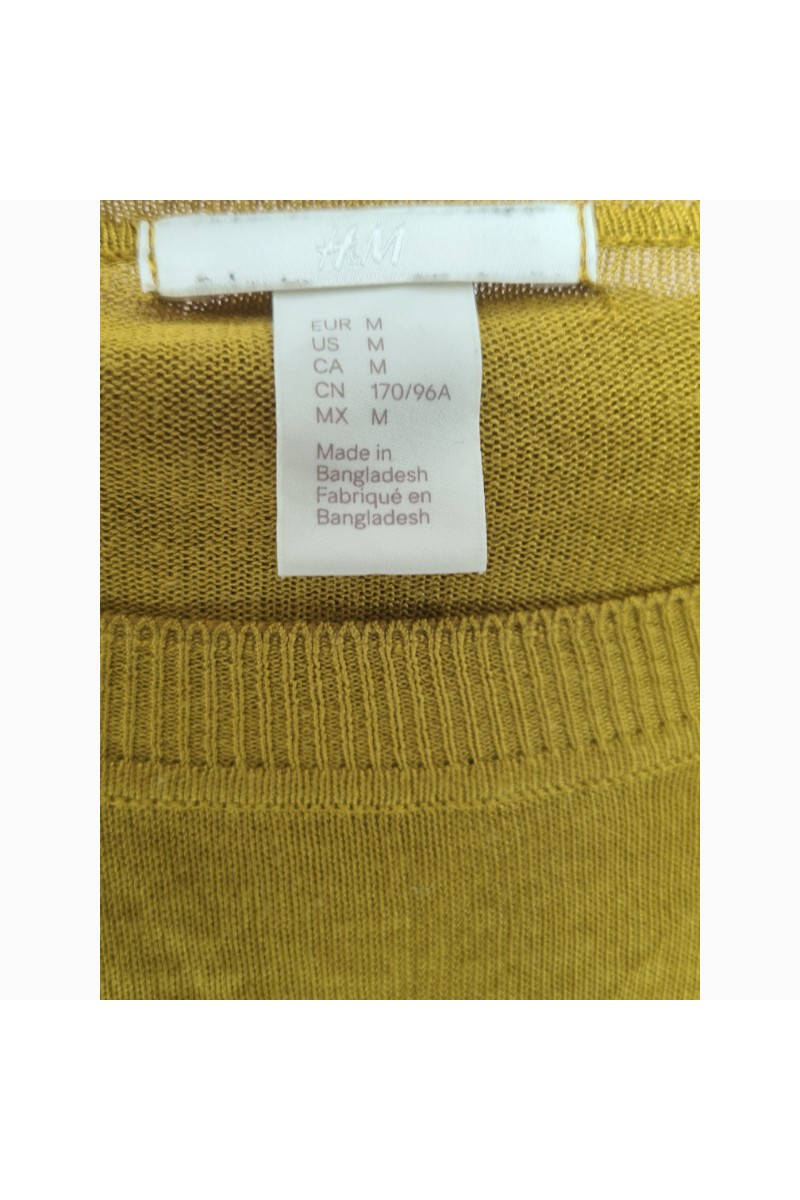 H&M
EUR M
US M
CA M
CN 170/96A
MX M
Made in
Bangladesh
Fabriqué en
Bangladesh